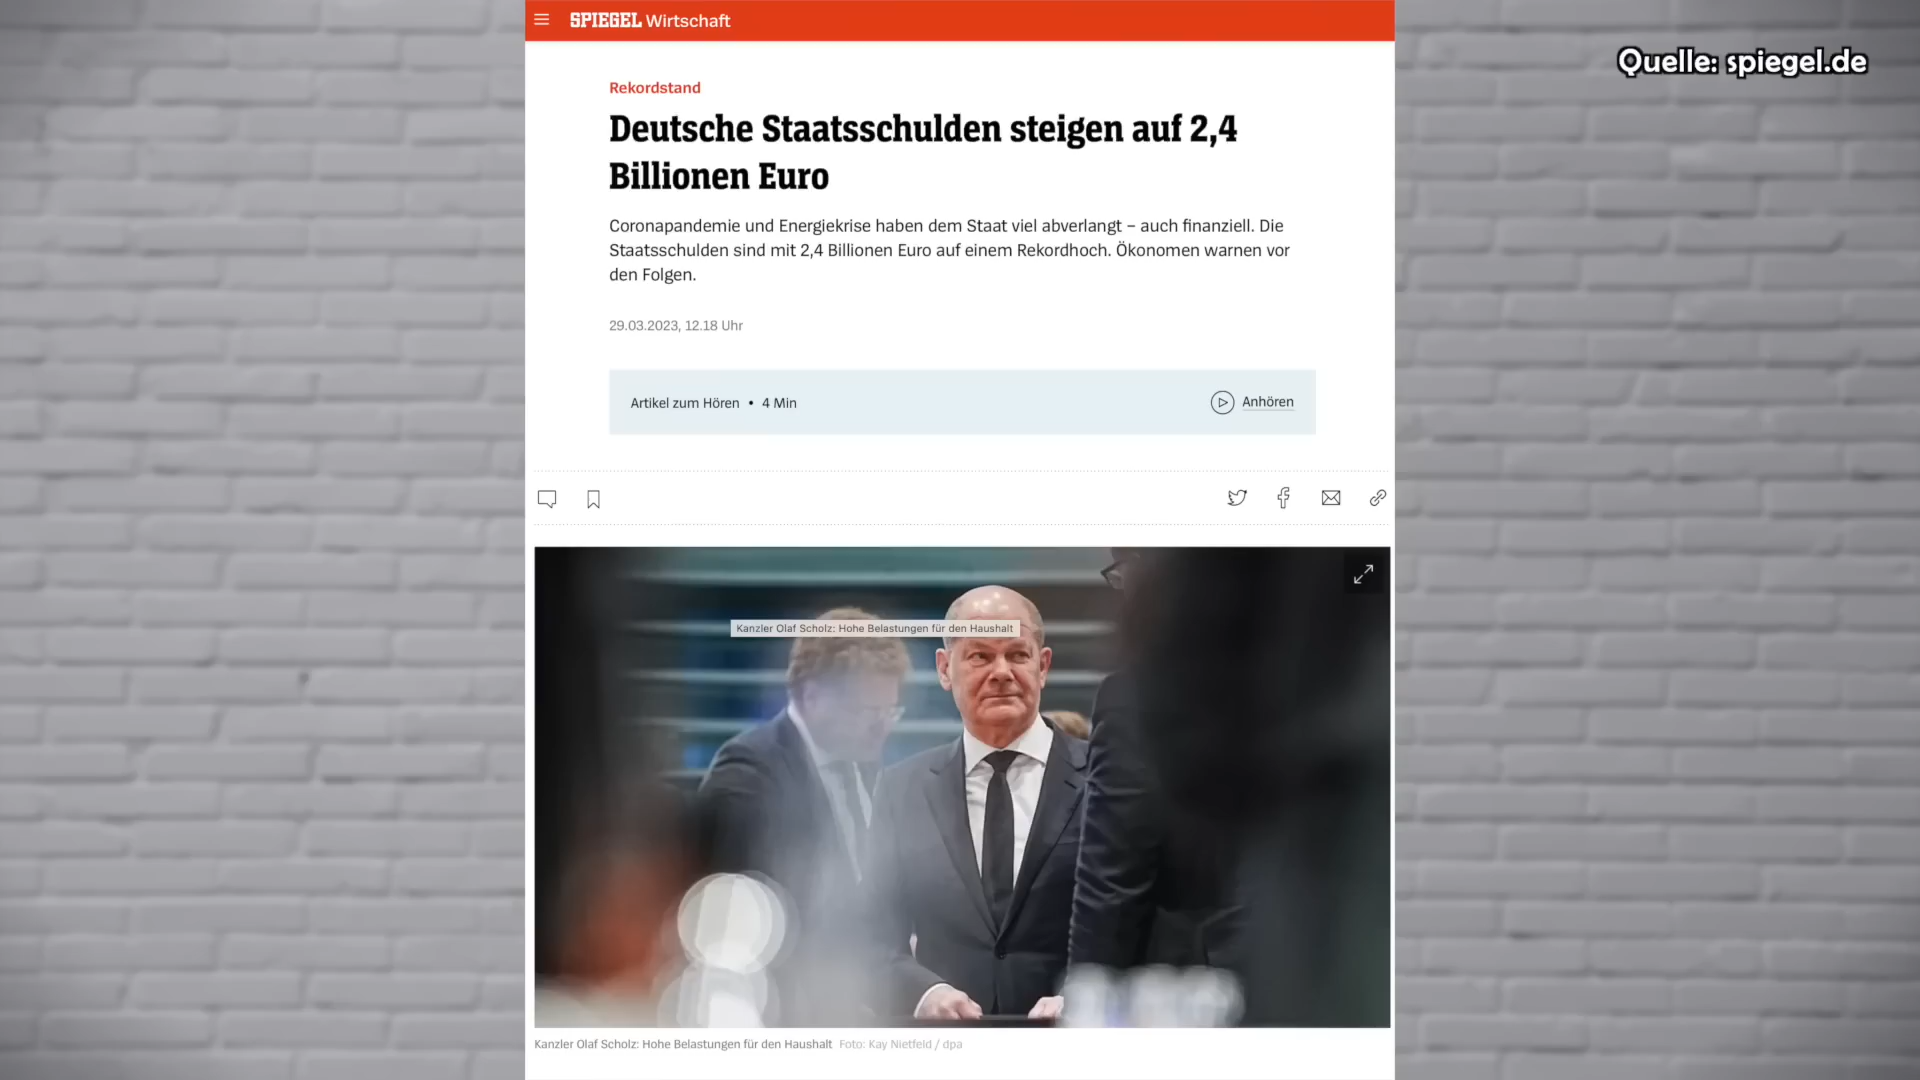 SPIEGEL Wirtschaft
Quelle: spiegel.de
Rekordstand
Deutsche Staatsschulden steigen auf 2,4
Billionen Euro
Coronapandemie und Energiekrise haben dem Staat viel abverlangt – auch finanziell. Die
Staatsschulden sind mit 2,4 Billionen Euro auf einem Rekordhoch. Ökonomen warnen vor
den Folgen.
29.03.2023, 12.18 Uhr
Artikel zum Hören • 4 Min
Anhören
Kanzler Olaf Scholz: Hohe Belastungen für den Haushalt
Kanzler Olaf Scholz: Hohe Belastungen für den Haushalt Foto: Kay Nietfeld / dpa